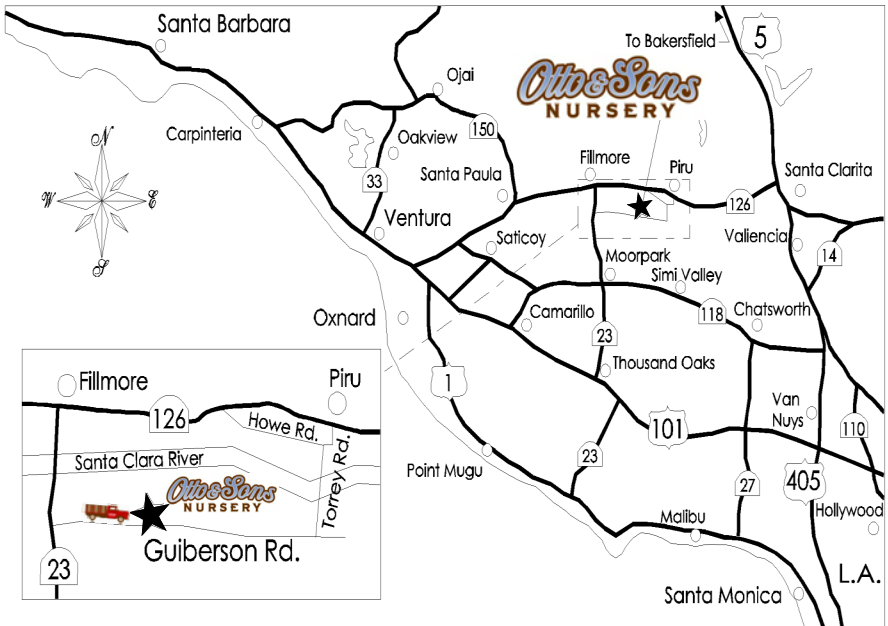 Santa Barbara
To Bakersfield
5
Ojai
Otto & Sons
NURSERY
Carpinteria
Oakview
150
Fillmore
Piru
Santa Clarita
Santa Paula
33
126
Ventura
Saticoy
Valiencia
14
Moorpark
Simi Valley
Oxnard
Camarillo
118
Chatsworth
23
Thousand Oaks
1
Van
Nuys
101
110
23
Point Mugu
27
405
Hollywood
Malibu
L.A.
Santa Monica
N
W
E
S
Fillmore
Piru
126
Howe Rd.
Santa Clara River
Torrey Rd.
Otto & Sons
NURSERY
Guiberson Rd.
23